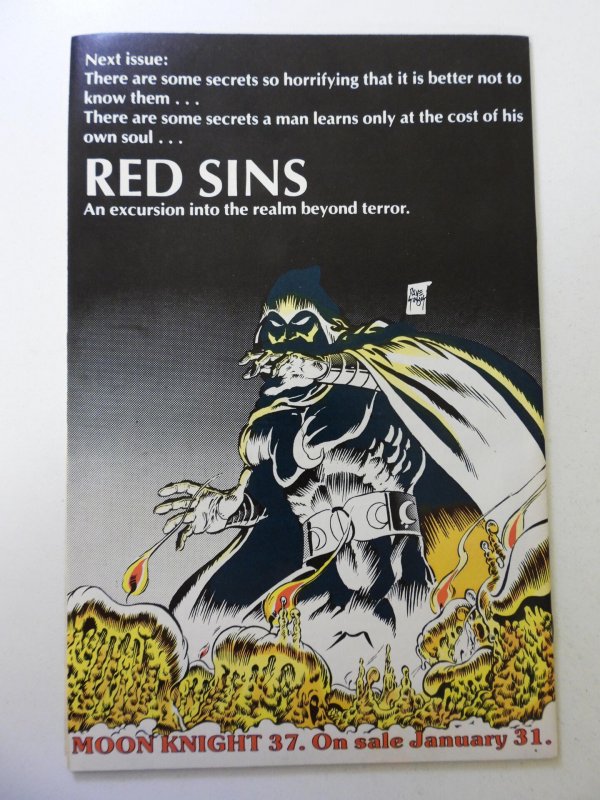 Next issue:
There are some secrets so horrifying that it is better not to
know them . . .
There are some secrets a man learns only at the cost of his
own soul . . .
RED SINS
An excursion into the realm beyond terror.
MOON KNIGHT 37. On sale January 31.